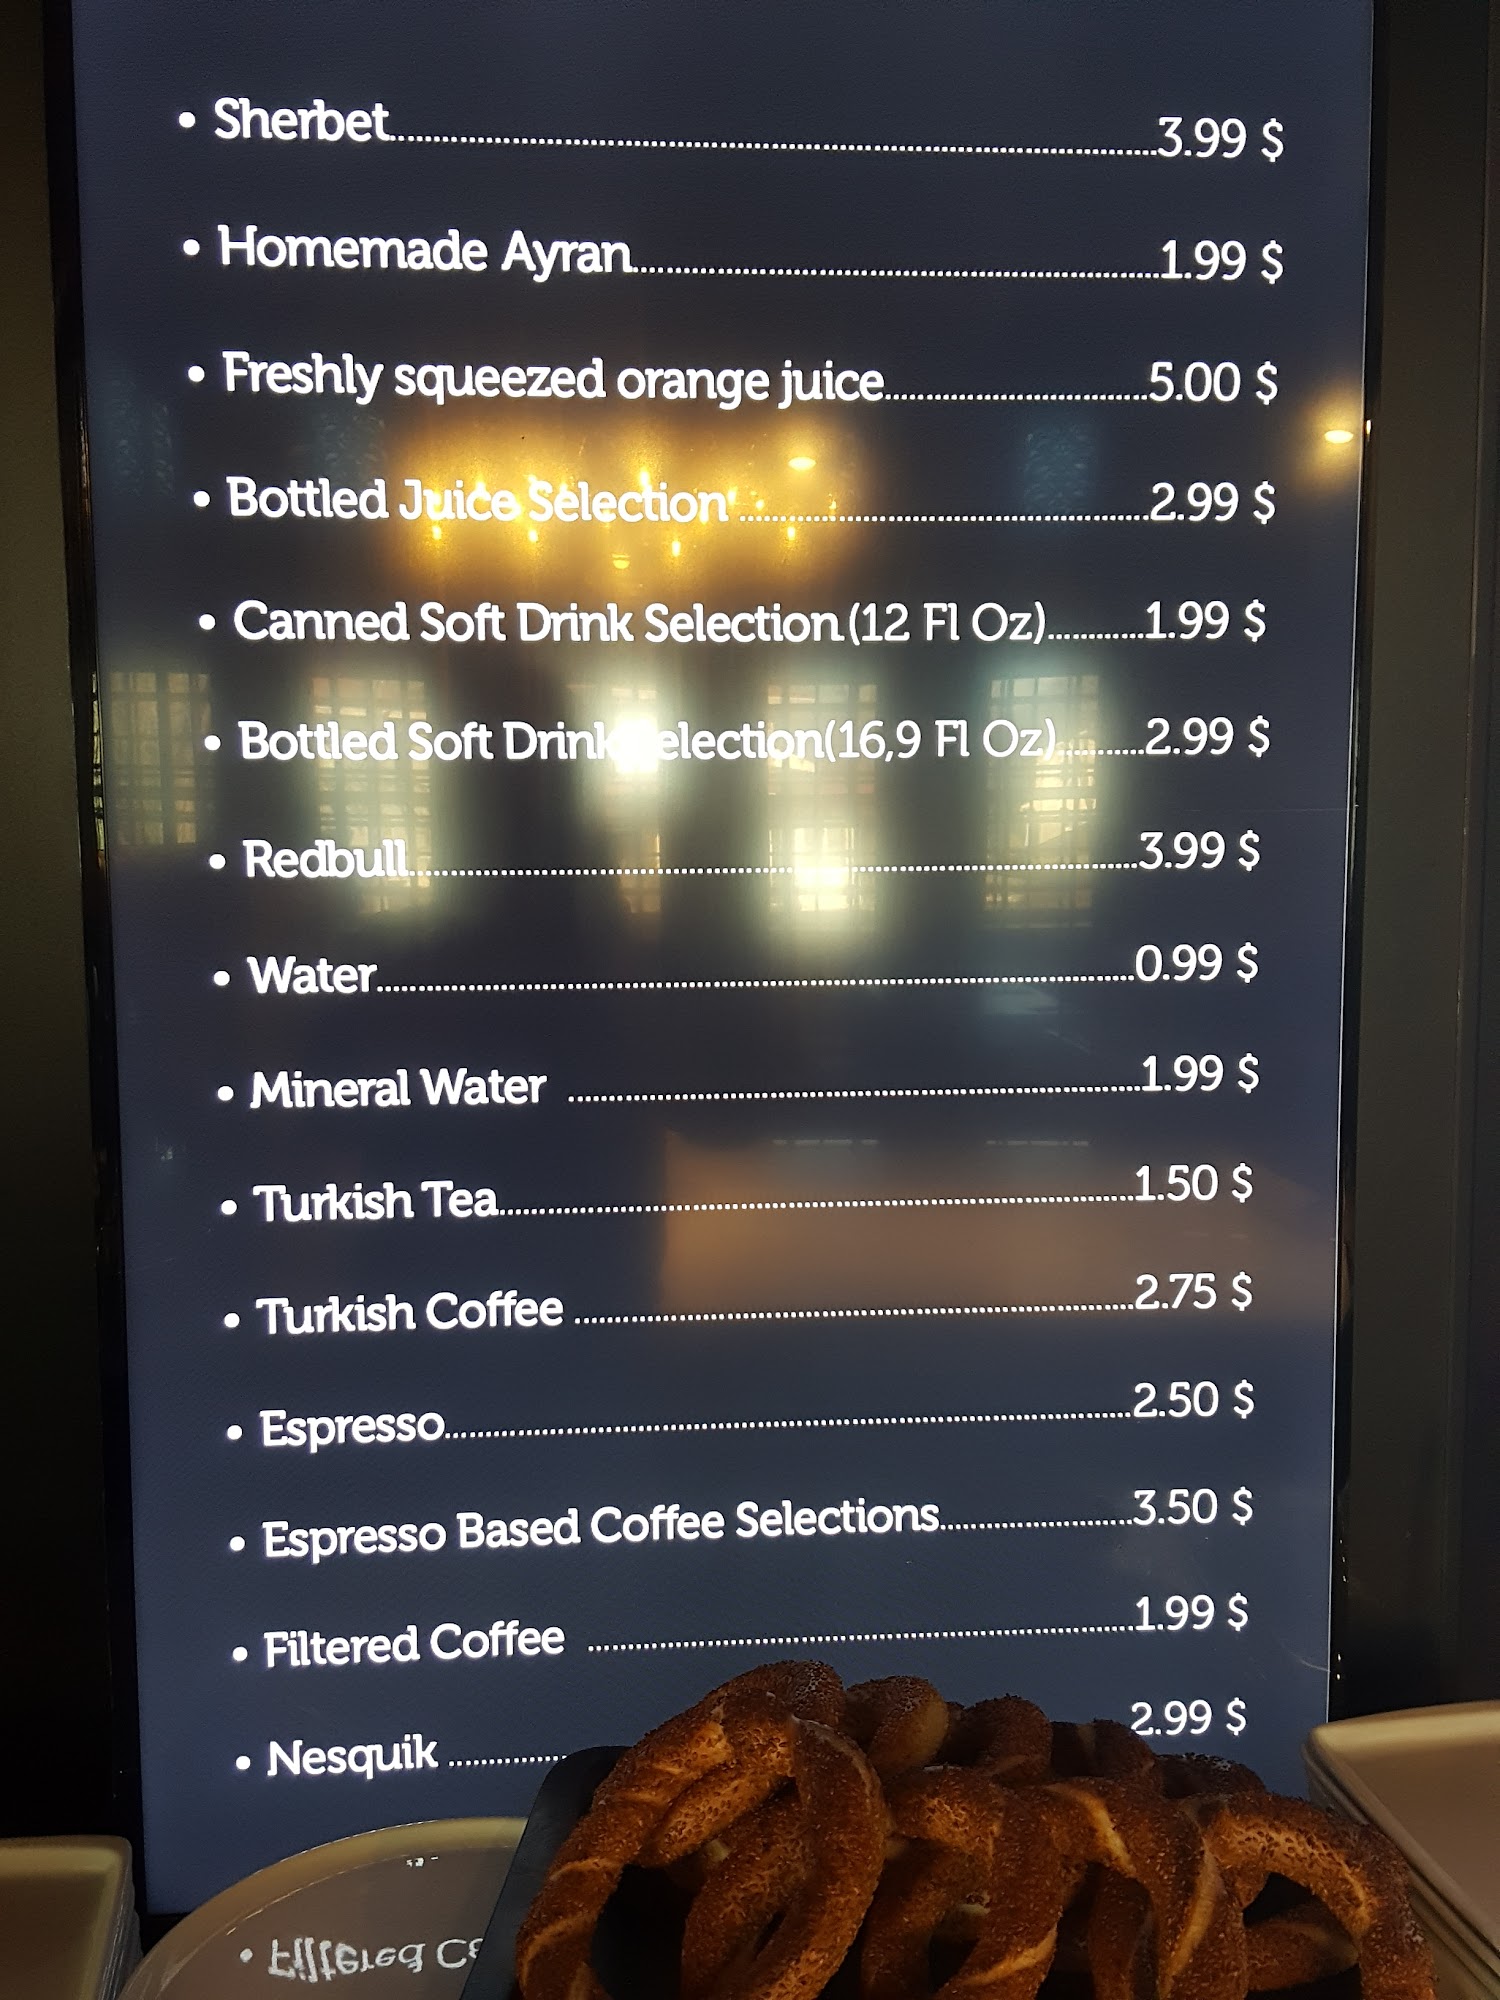 • Sherbet..........3.99 $
• Homemade Ayran..........1.99 $
• Freshly squeezed orange juice..........5.00 $
• Bottled Juice Selection ..........2.99 $
• Canned Soft Drink Selection(12 Fl Oz)..........1.99 $
• Bottled Soft Drink Selection(16,9 Fl Oz)..........2.99 $
• Redbull..........3.99 $
• Water..........0.99 $
• Mineral Water ..........1.99 $
• Turkish Tea..........1.50 $
• Turkish Coffee ..........2.75 $
• Espresso..........2.50 $
• Espresso Based Coffee Selections..........3.50 $
• Filtered Coffee ..........1.99 $
• Nesquik ..........2.99 $